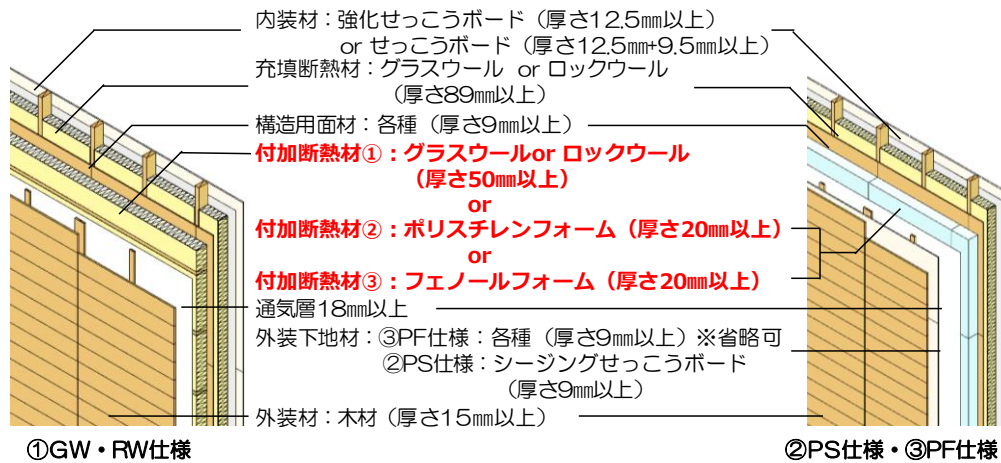 内装材：強化せっこうボード（厚さ12.5㎜以上）
or せっこうボード（厚さ12.5㎜+9.5㎜以上）
充填断熱材：グラスウール or ロックウール
（厚さ89㎜以上）
構造用面材：各種（厚さ9㎜以上）
付加断熱材①：グラスウールor ロックウール
（厚さ50㎜以上）
or
付加断熱材②：ポリスチレンフォーム（厚さ20㎜以上）
or
付加断熱材③：フェノールフォーム（厚さ20㎜以上）
通気層18㎜以上
外装下地材：③PF仕様：各種（厚さ9㎜以上）※省略可
②PS仕様：シージングせっこうボード
（厚さ9㎜以上）
外装材：木材（厚さ15㎜以上）
①GW・RW仕様
②PS仕様・③PF仕様